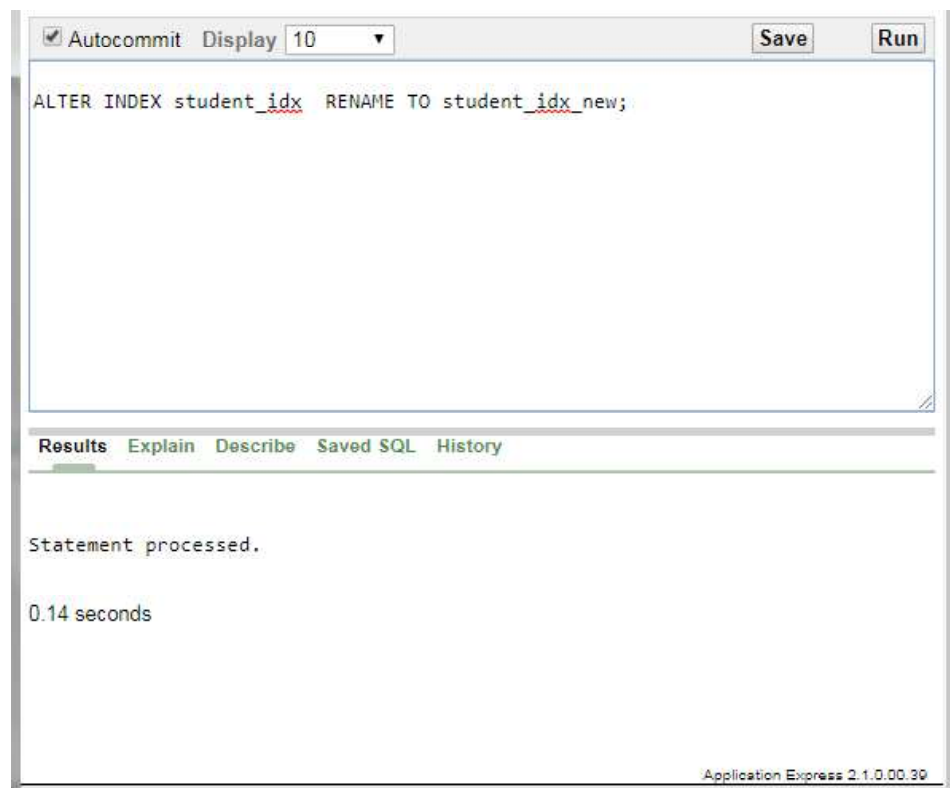 Autocommit Display 10 Save Run
ALTER INDEX student_idx  RENAME TO student_idx_new;
Results Explain Describe Saved SQL History
Statement processed.
0.14 seconds
Application Express 2.1.0.00.39